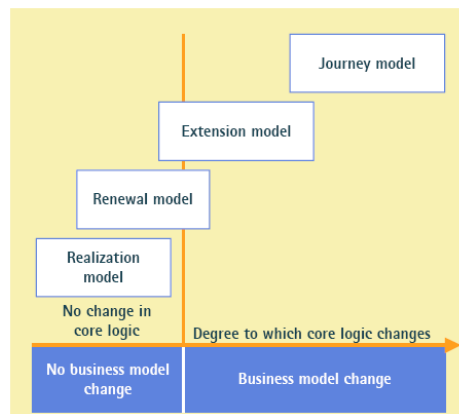 Journey model
Extension model
Renewal model
Realization
model
No change in
core logic
Degree to which core logic changes
No business model
change
Business model change